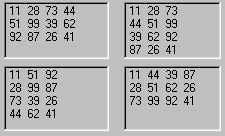 11 28 73 44
51 99 39 62
92 87 26 41
11 28 73
44 51 99
39 62 92
87 26 41
11 51 92
28 99 87
73 39 26
44 62 41
11 44 39 87
28 51 62 26
73 99 92 41